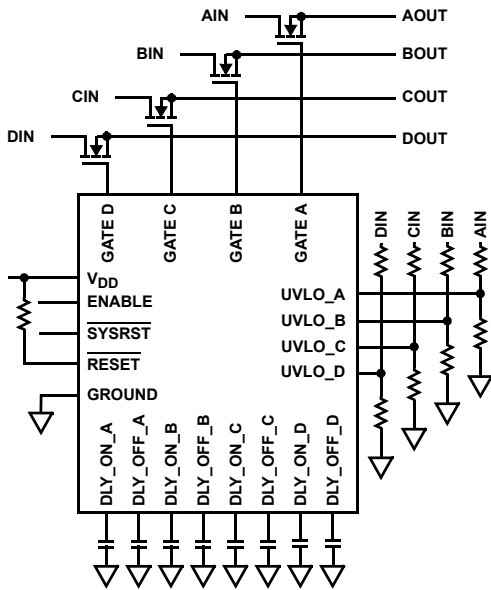 AIN AOUT
BIN BOUT
CIN COUT
DIN DOUT
GATE D GATE C GATE B GATE A
DIN CIN BIN AIN
VDD
ENABLE
SYSRST
RESET
GROUND
UVLO_A
UVLO_B
UVLO_C
UVLO_D
DLY_ON_A DLY_OFF_A DLY_ON_B DLY_OFF_B DLY_ON_C DLY_OFF_C DLY_ON_D DLY_OFF_D